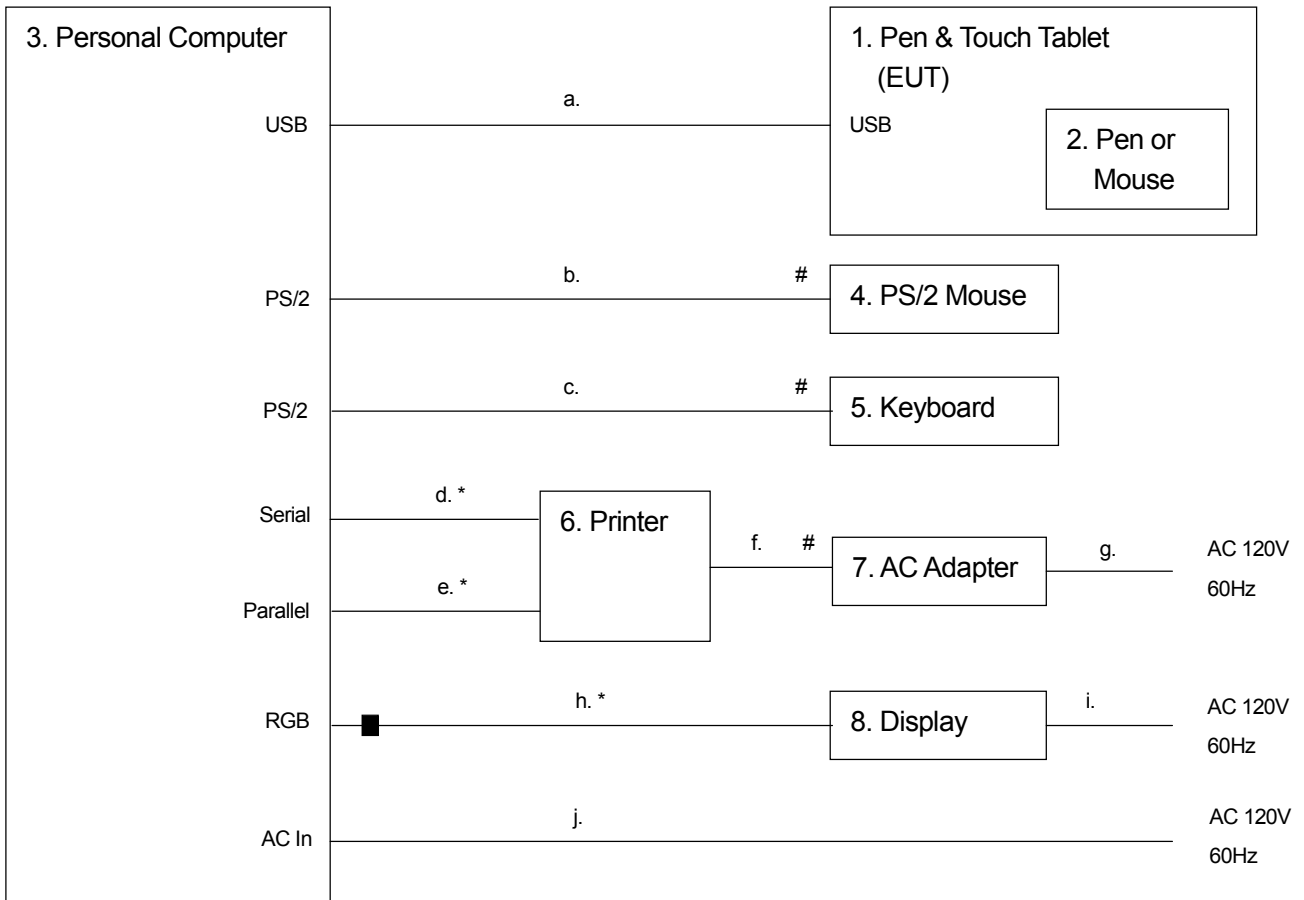 3. Personal Computer
1. Pen & Touch Tablet
(EUT)
a.
USB
USB
2. Pen or
Mouse
b.
#
PS/2
4. PS/2 Mouse
c.
#
PS/2
5. Keyboard
d. *
Serial
6. Printer
f.
#
7. AC Adapter
g.
AC 120V
60Hz
e. *
Parallel
h. *
RGB
8. Display
i.
AC 120V
60Hz
j.
AC In
AC 120V
60Hz